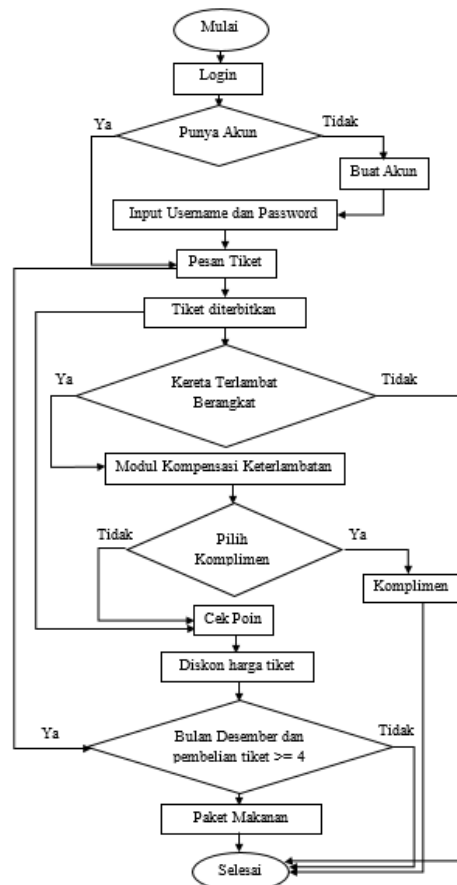 Mulai
Login
Ya
Punya Akun
Tidak
Buat Akun
Input Username dan Password
Pesan Tiket
Tiket diterbitkan
Ya
Kereta Terlambat
Berangkat
Tidak
Modul Kompensasi Keterlambatan
Tidak
Pilih
Komplimen
Ya
Komplimen
Cek Poin
Diskon harga tiket
Ya
Bulan Desember dan
pembelian tiket >= 4
Tidak
Paket Makanan
Selesai